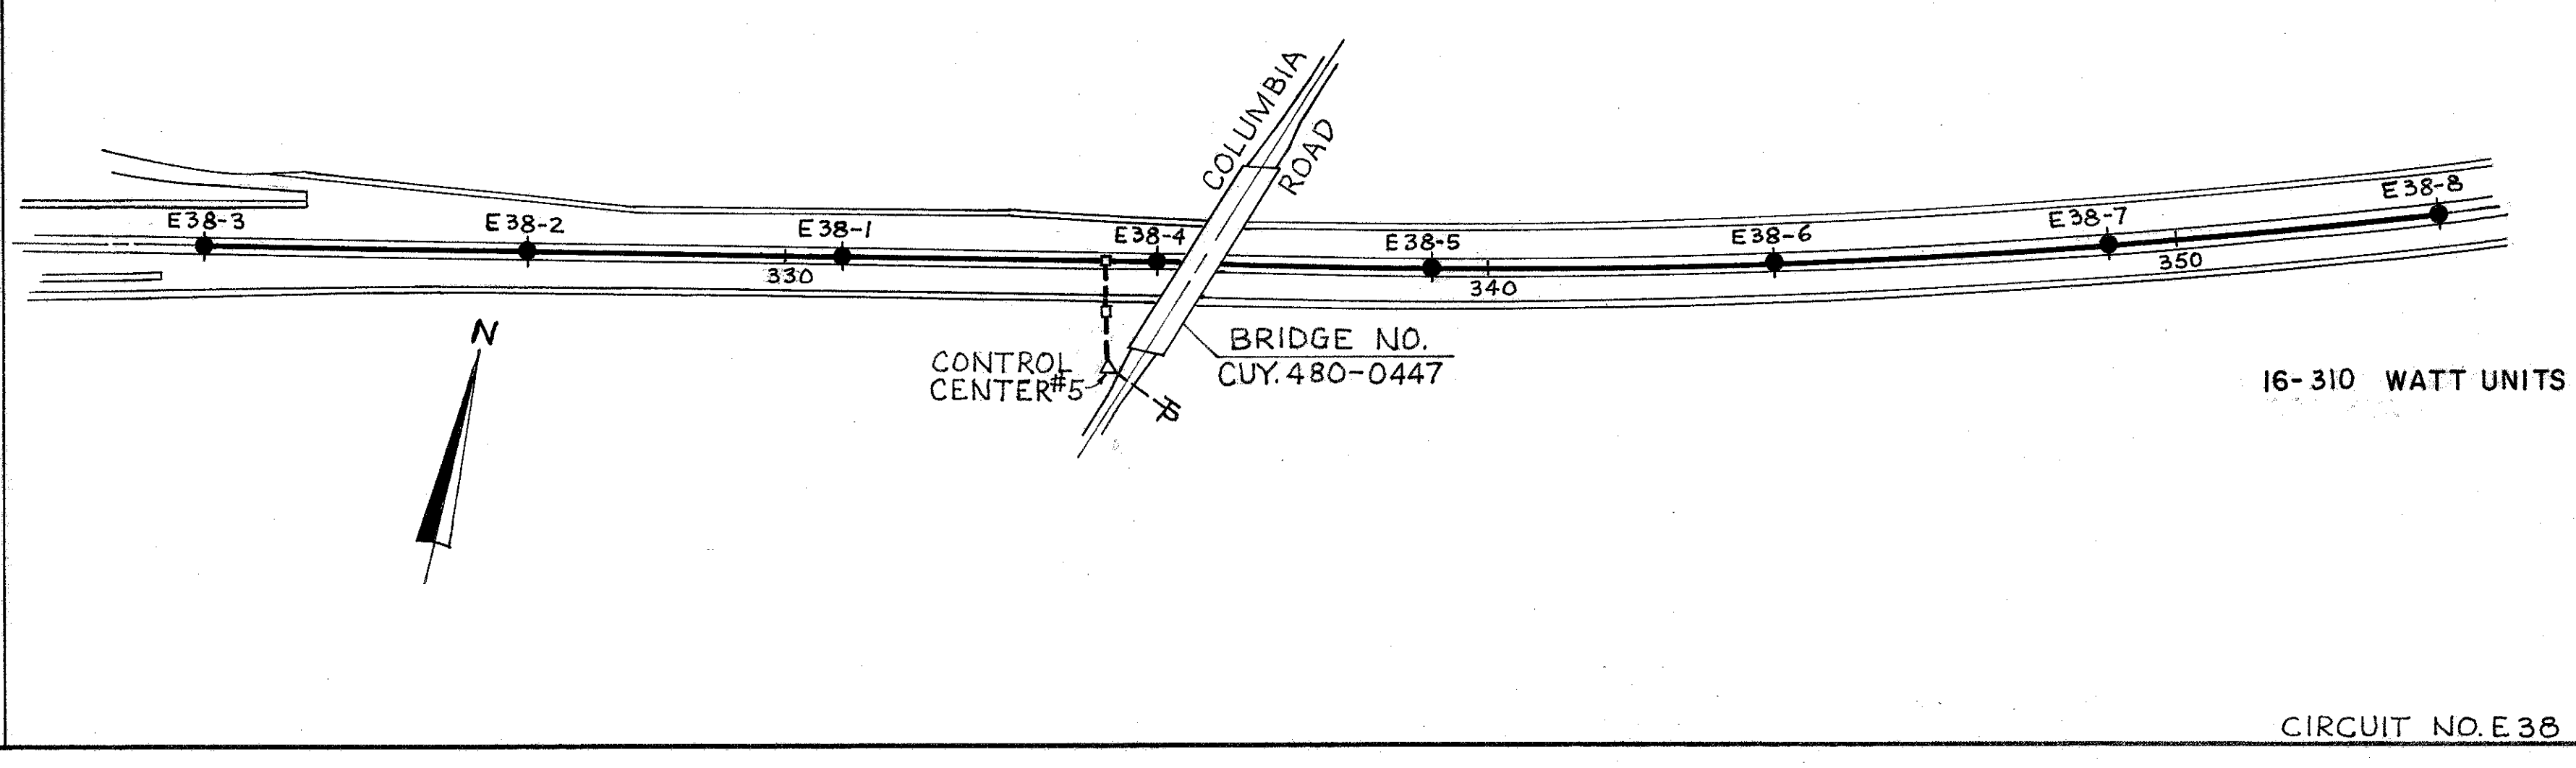 COLUMBIA
ROAD
E38-3
E38-2
E38-1
E38-4
E38-5
E38-6
E38-7
E38-8
330
340
350
N
CONTROL
CENTER#5
BRIDGE NO.
CUY.480-0447
16-310 WATT UNITS
CIRCUIT NO. E 38